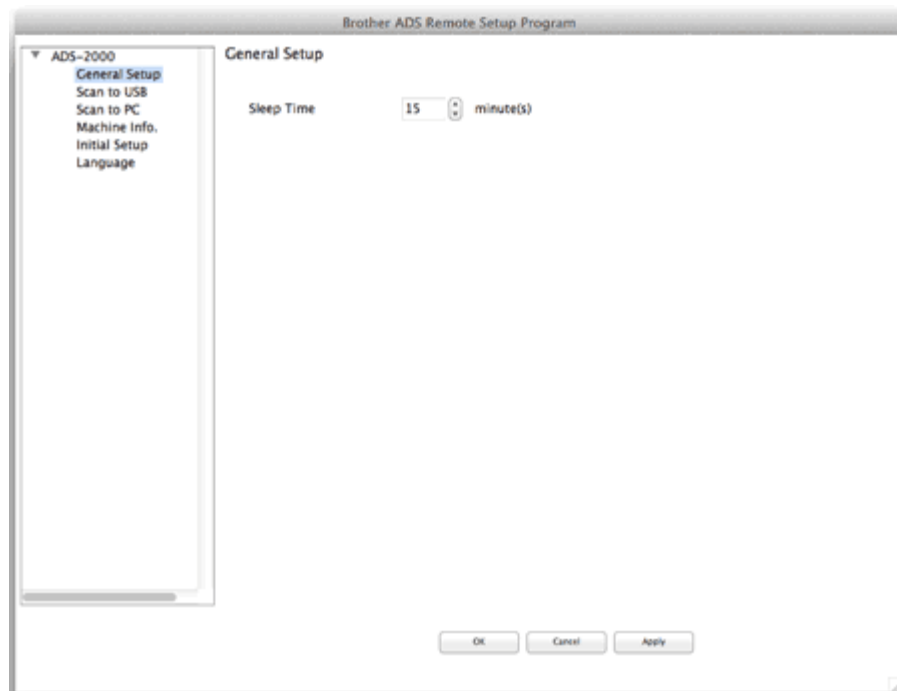 Brother ADS Remote Setup Program
ADS-2000
General Setup
Scan to USB
Scan to PC
Machine Info.
Initial Setup
Language
General Setup
Sleep Time 15 minute(s)
OK Cancel Apply